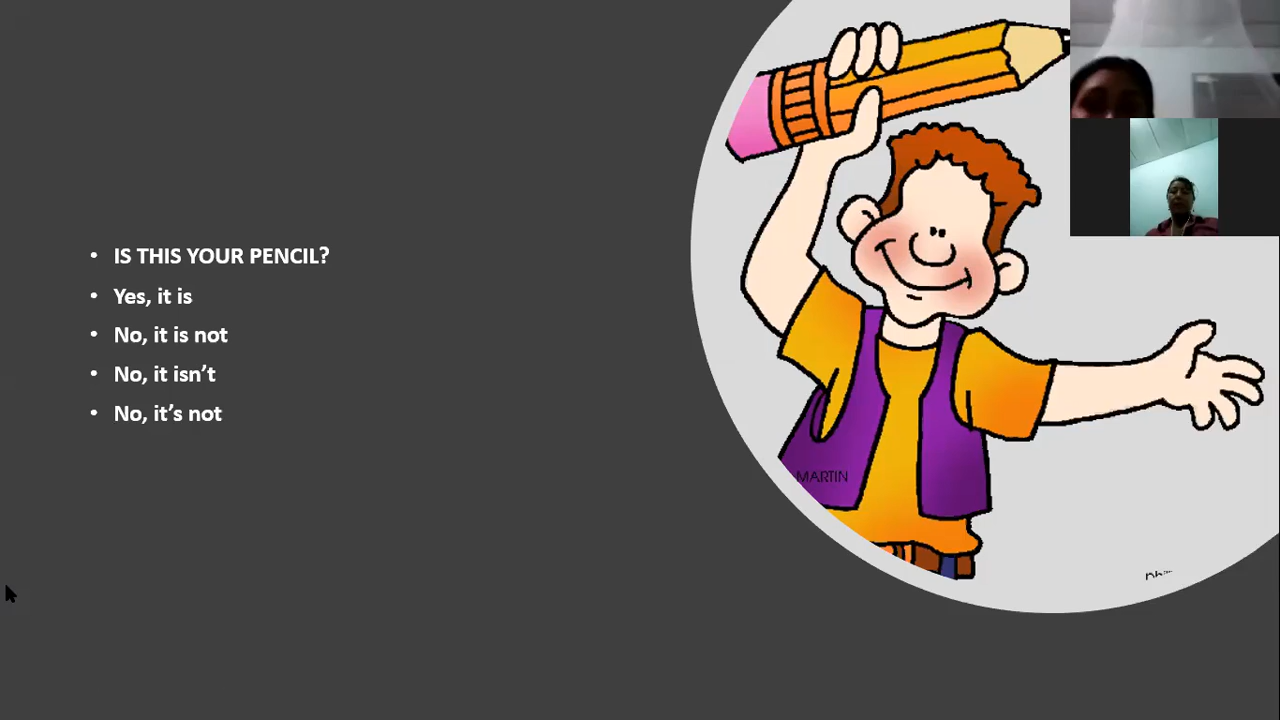 IS THIS YOUR PENCIL?
Yes, it is
No, it is not
No, it isn't
No, it's not
MARTIN